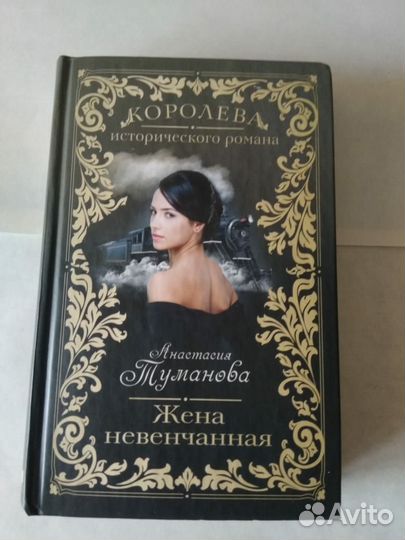 КОРОЛЕВА
исторического романа
Анастасия
Туманова
Жена
невенчанная
Avito